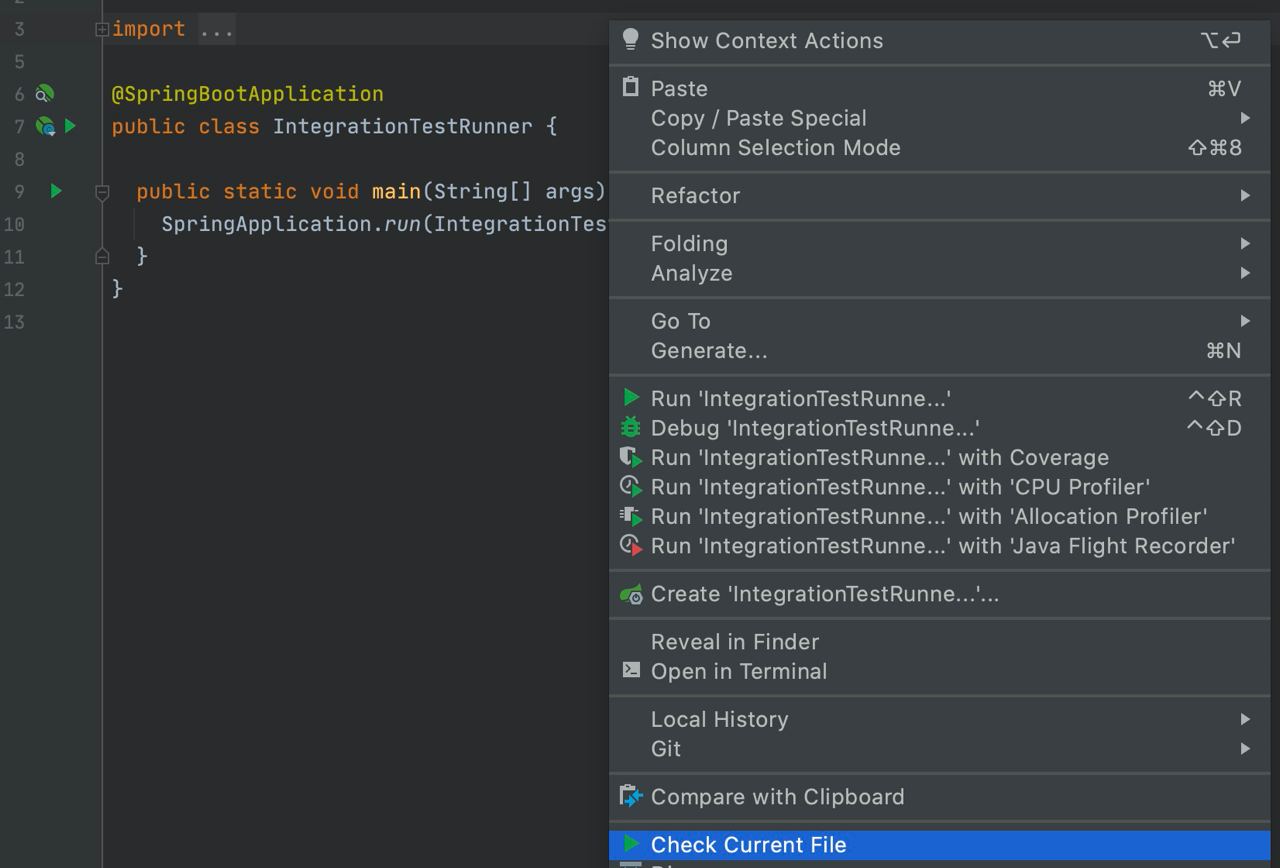 3 import ...
5
6 @SpringBootApplication
7 public class IntegrationTestRunner {
8
9 public static void main(String[] args)
10 SpringApplication.run(IntegrationTes
11 }
12 }
13
Show Context Actions ⌥⏎
Paste ⌘V
Copy / Paste Special
Column Selection Mode ⇧⌘8
Refactor
Folding
Analyze
Go To
Generate... ⌘N
Run 'IntegrationTestRunne...' ^⇧R
Debug 'IntegrationTestRunne...' ^⇧D
Run 'IntegrationTestRunne...' with Coverage
Run 'IntegrationTestRunne...' with 'CPU Profiler'
Run 'IntegrationTestRunne...' with 'Allocation Profiler'
Run 'IntegrationTestRunne...' with 'Java Flight Recorder'
Create 'IntegrationTestRunne...'...
Reveal in Finder
Open in Terminal
Local History
Git
Compare with Clipboard
Check Current File